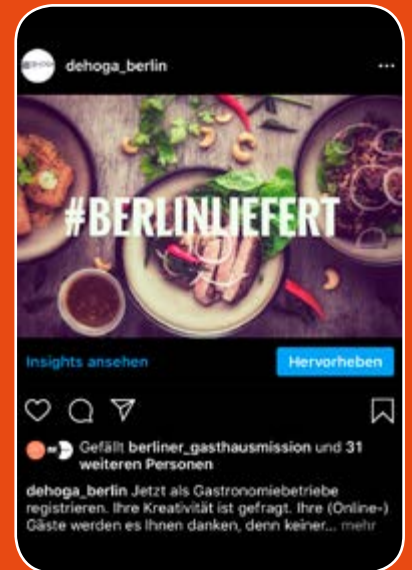 dehoga_berlin
#BERLINLIEFERT
Insights ansehen
Hervorheben
Gefällt berliner_gasthausmission und 31
weiteren Personen
dehoga_berlin Jetzt als Gastronomiebetriebe
registrieren. Ihre Kreativität ist gefragt. Ihre (Online-)
Gäste werden es Ihnen danken, denn keiner... mehr